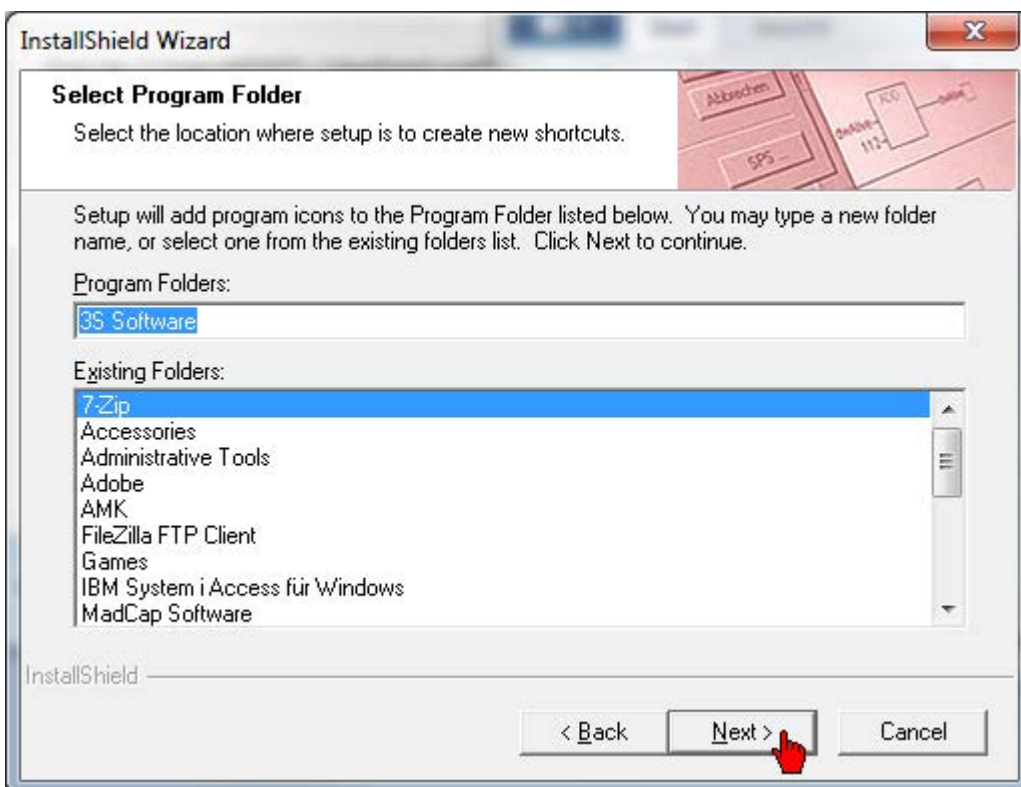 InstallShield Wizard
Select Program Folder
Select the location where setup is to create new shortcuts.
Abbrechen
SPS ...
ADD
112
Setup will add program icons to the Program Folder listed below. You may type a new folder
name, or select one from the existing folders list. Click Next to continue.
Program Folders:
3S Software
Existing Folders:
7-Zip
Accessories
Administrative Tools
Adobe
AMK
FileZilla FTP Client
Games
IBM System i Access für Windows
MadCap Software
InstallShield
< Back
Next >
Cancel